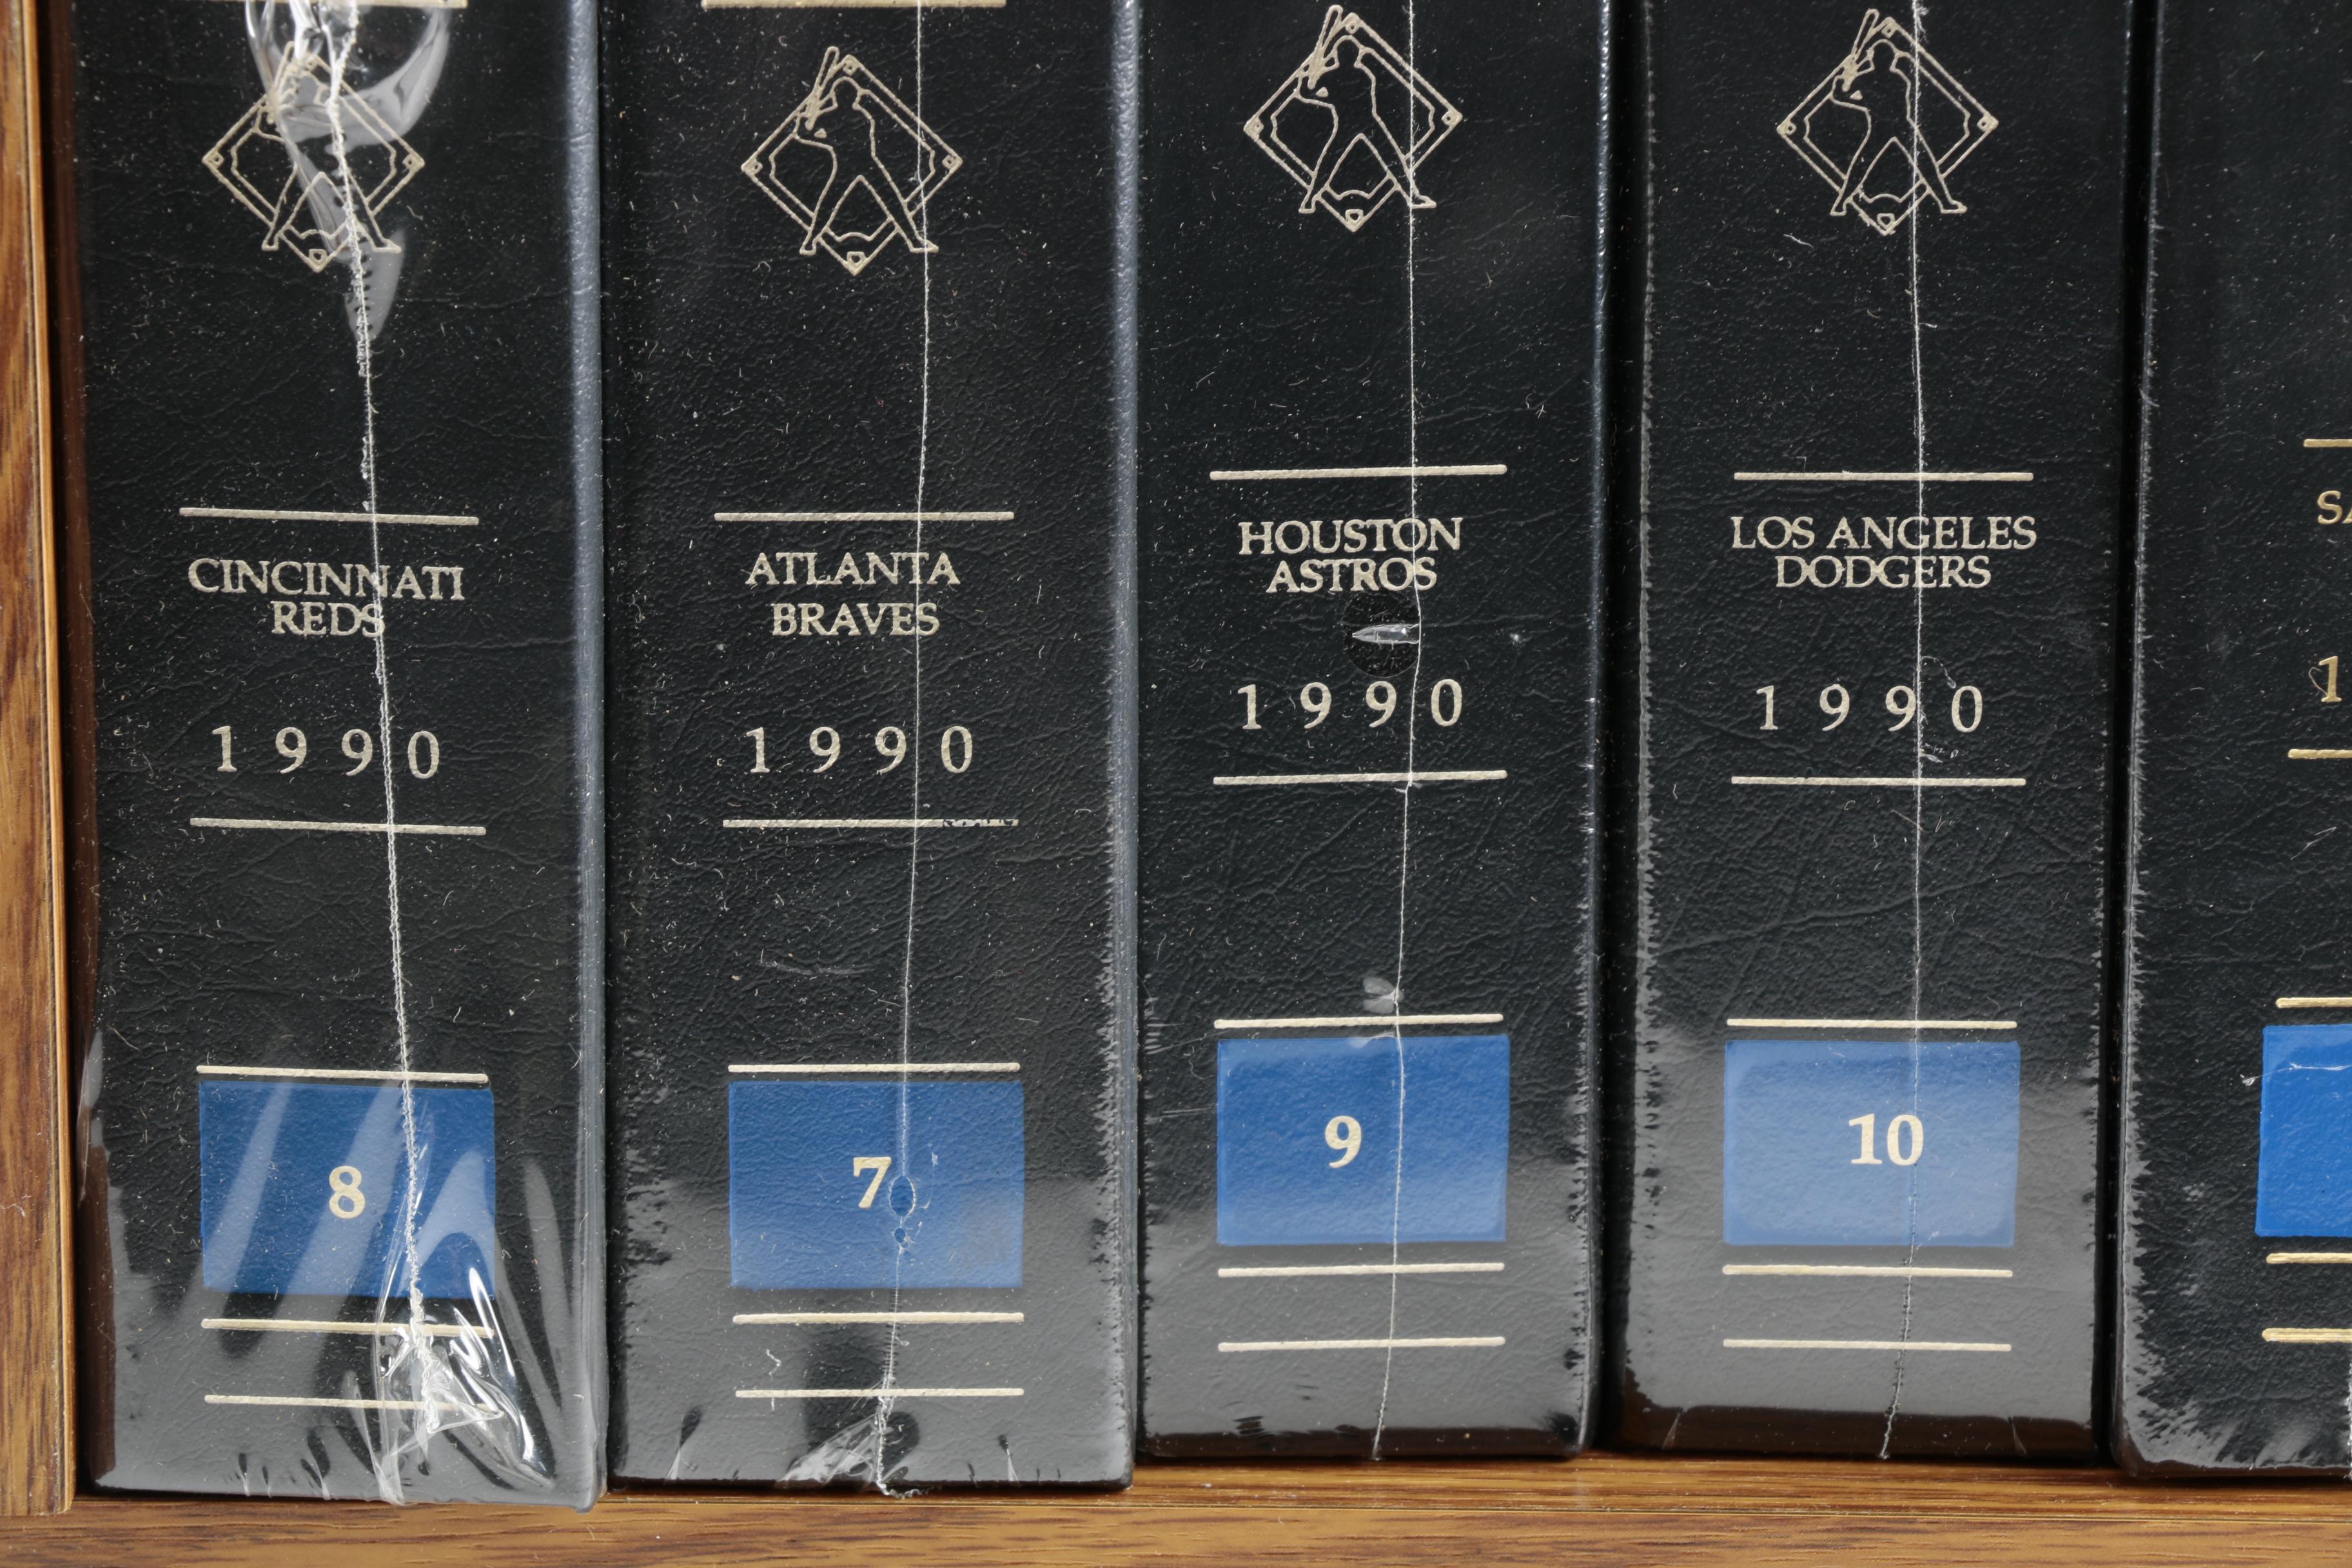 CINCINNATI
REDS
1990
8
ATLANTA
BRAVES
1990
7
HOUSTON
ASTROS
1990
9
LOS ANGELES
DODGERS
1990
10